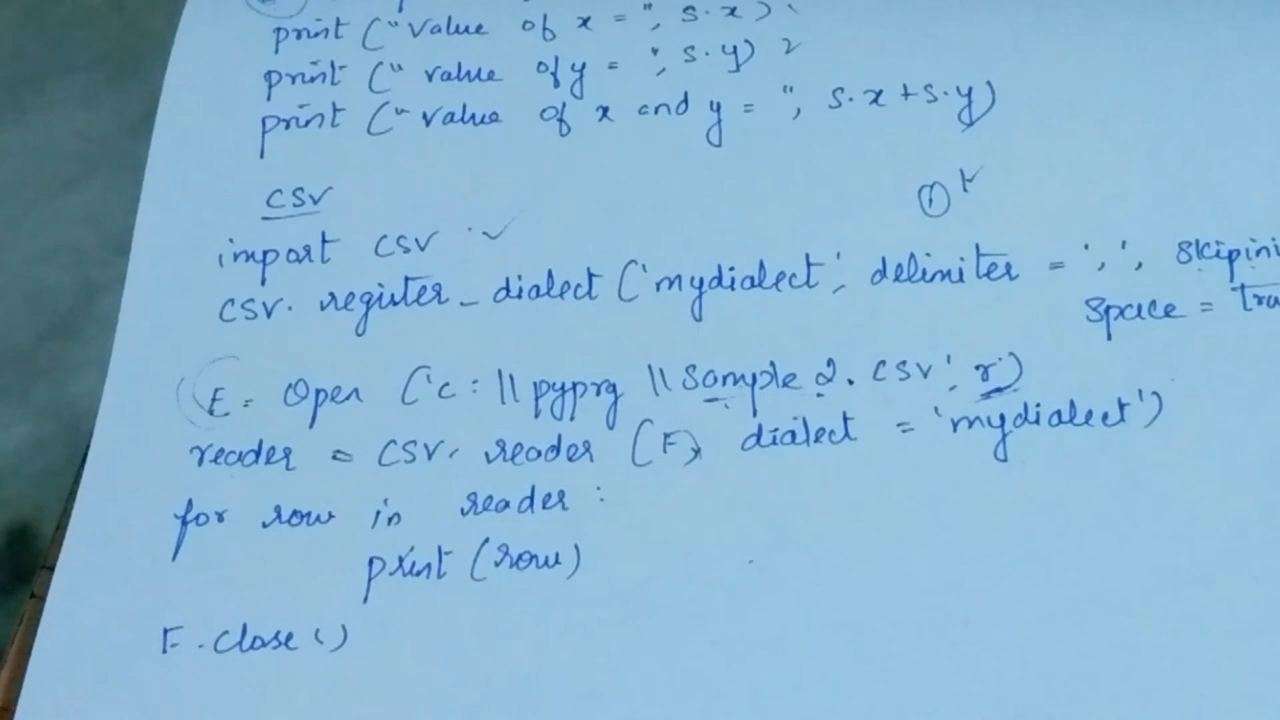 print ("Value of x = ", s.x)
print (" value of y = ", s.y)
print (" value of x and y = ", s.x + s.y)
csv
import csv
csv. register_dialect ('mydialect', delimiter = ',', skipini
space = Tru
F = Open ('c:\\pyprg \\ Sample 2. csv', r)
reader = csv. reader (F, dialect = 'mydialect')
for row in reader :
print (row)
F. close ()